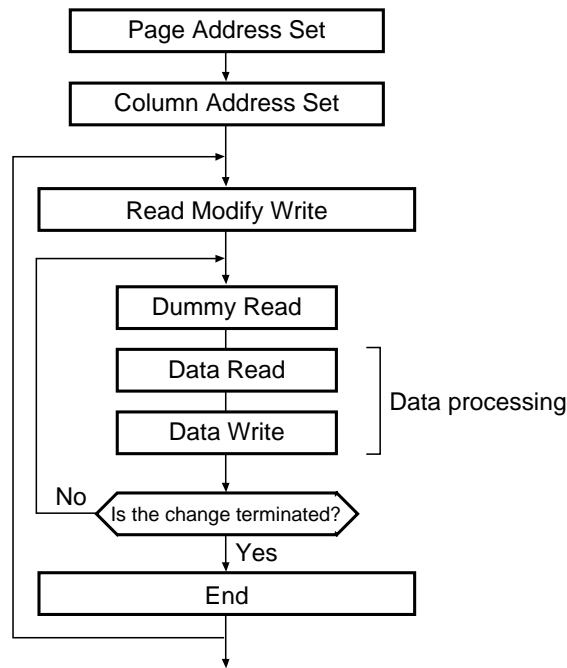 Page Address Set
Column Address Set
Read Modify Write
Dummy Read
Data Read
Data processing
Data Write
No
Is the change terminated?
Yes
End